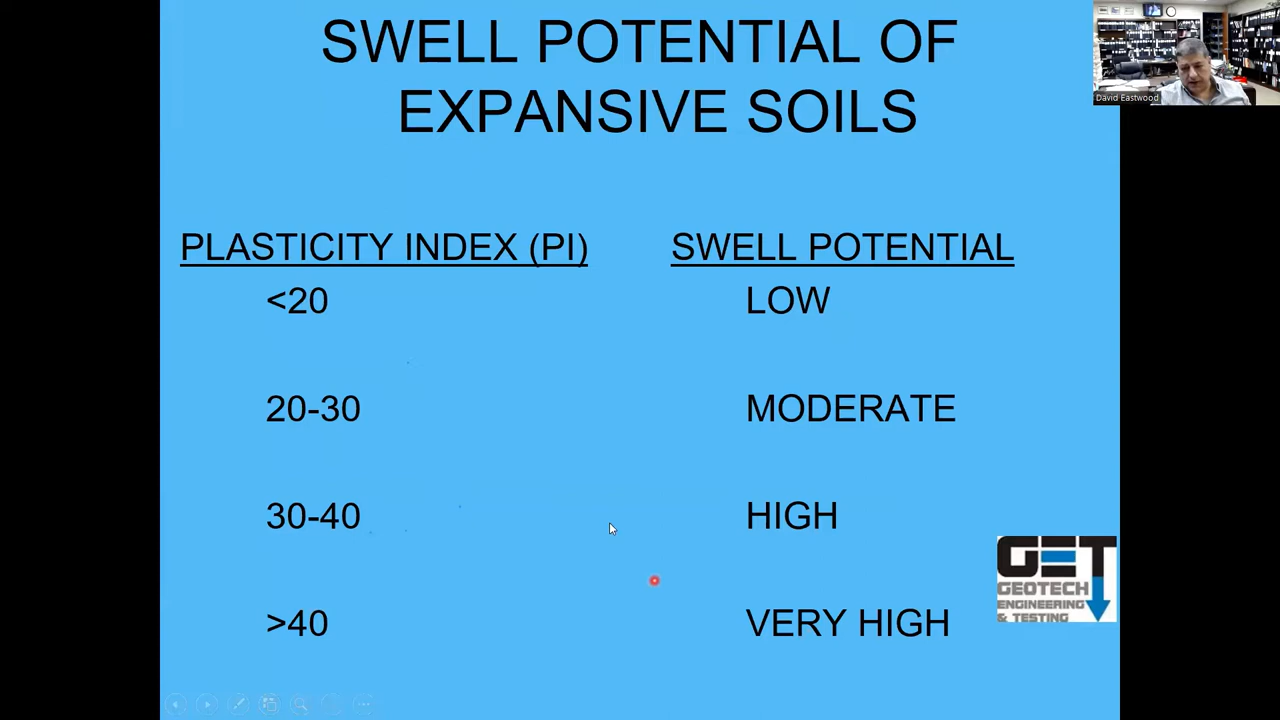 SWELL POTENTIAL OF
EXPANSIVE SOILS
David Eastwood
PLASTICITY INDEX (PI) SWELL POTENTIAL
<20 LOW
20-30 MODERATE
30-40 HIGH
>40 VERY HIGH
GET
GEOTECH
ENGINEERING
& TESTING